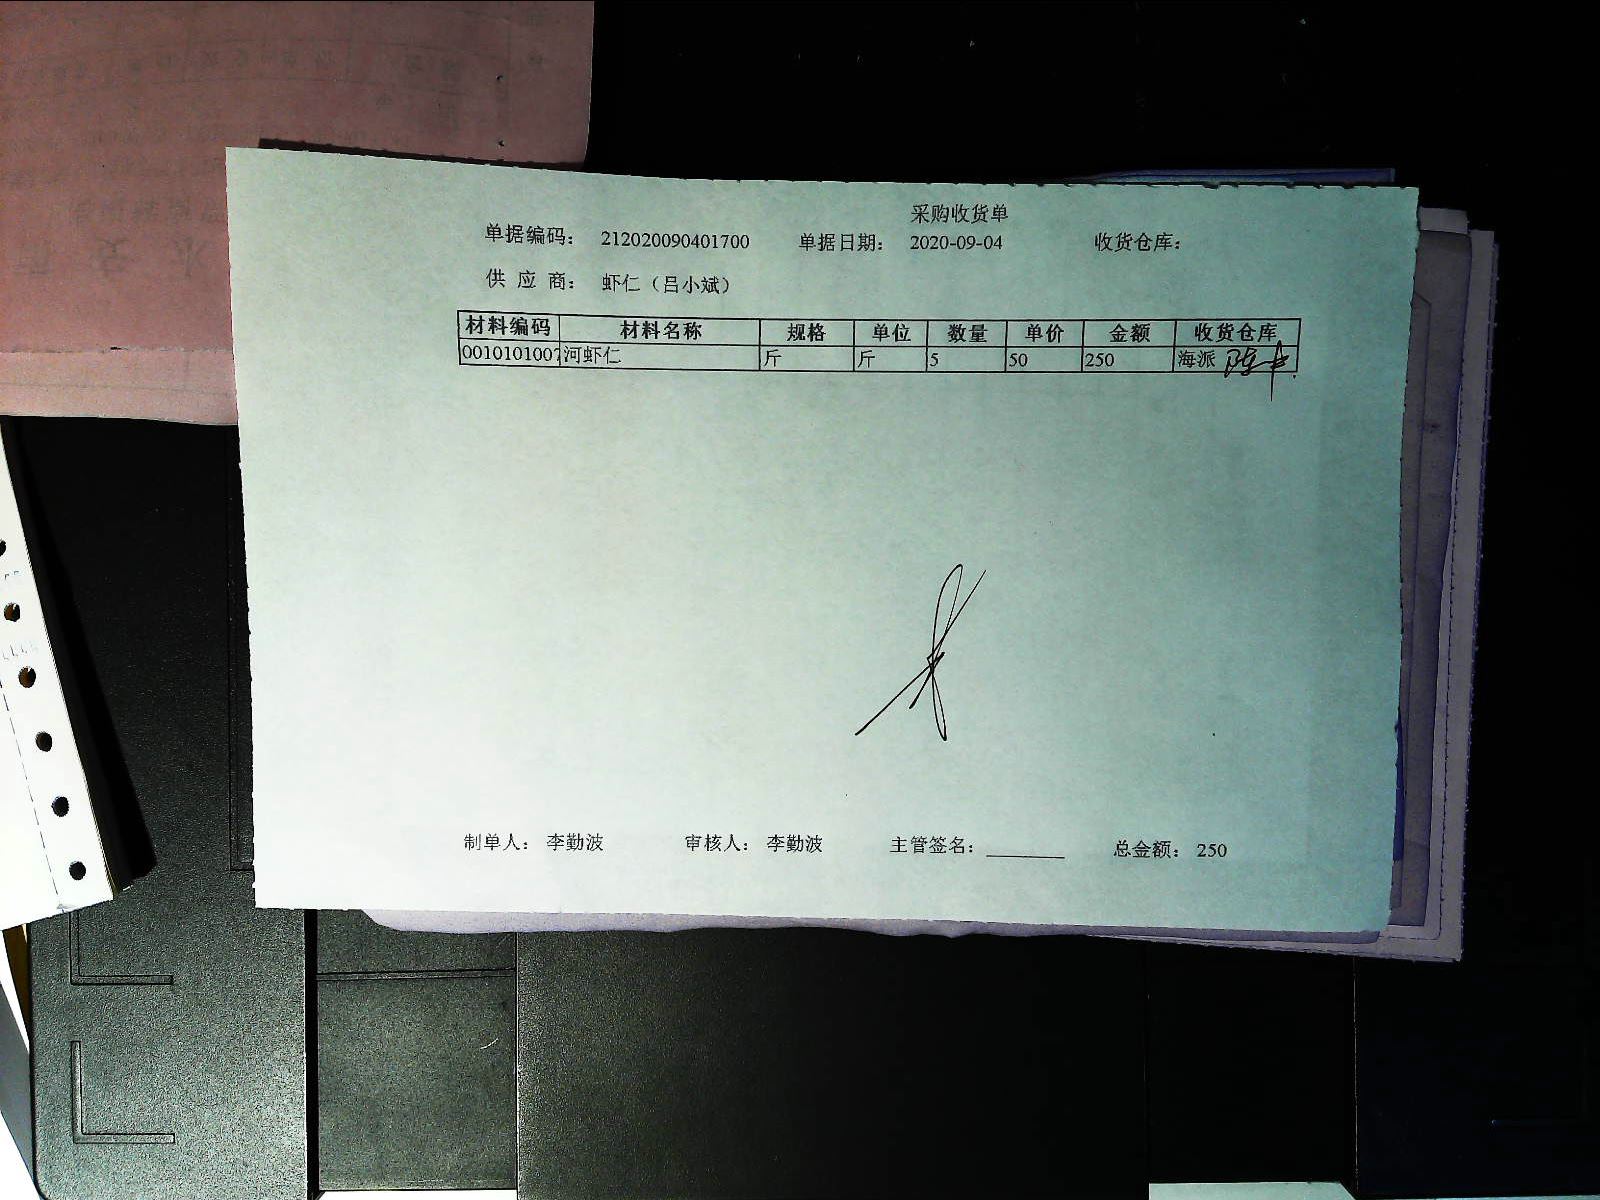 采购收货单
单据编码: 212020090401700 单据日期: 2020-09-04 收货仓库:
供 应 商: 虾仁（吕小斌）
材料编码 材料名称 规格 单位 数量 单价 金额 收货仓库
0010101007 河虾仁 斤 斤 5 50 250 海派
制单人: 李勤波 审核人: 李勤波 主管签名: 总金额: 250